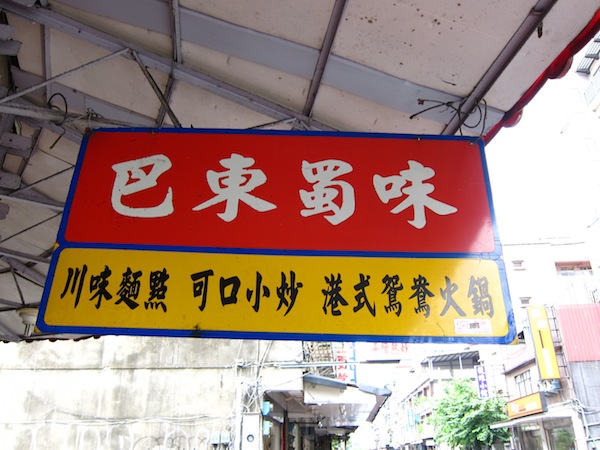 巴東蜀味
川味麵點 可口小炒 港式鴛鴦火鍋